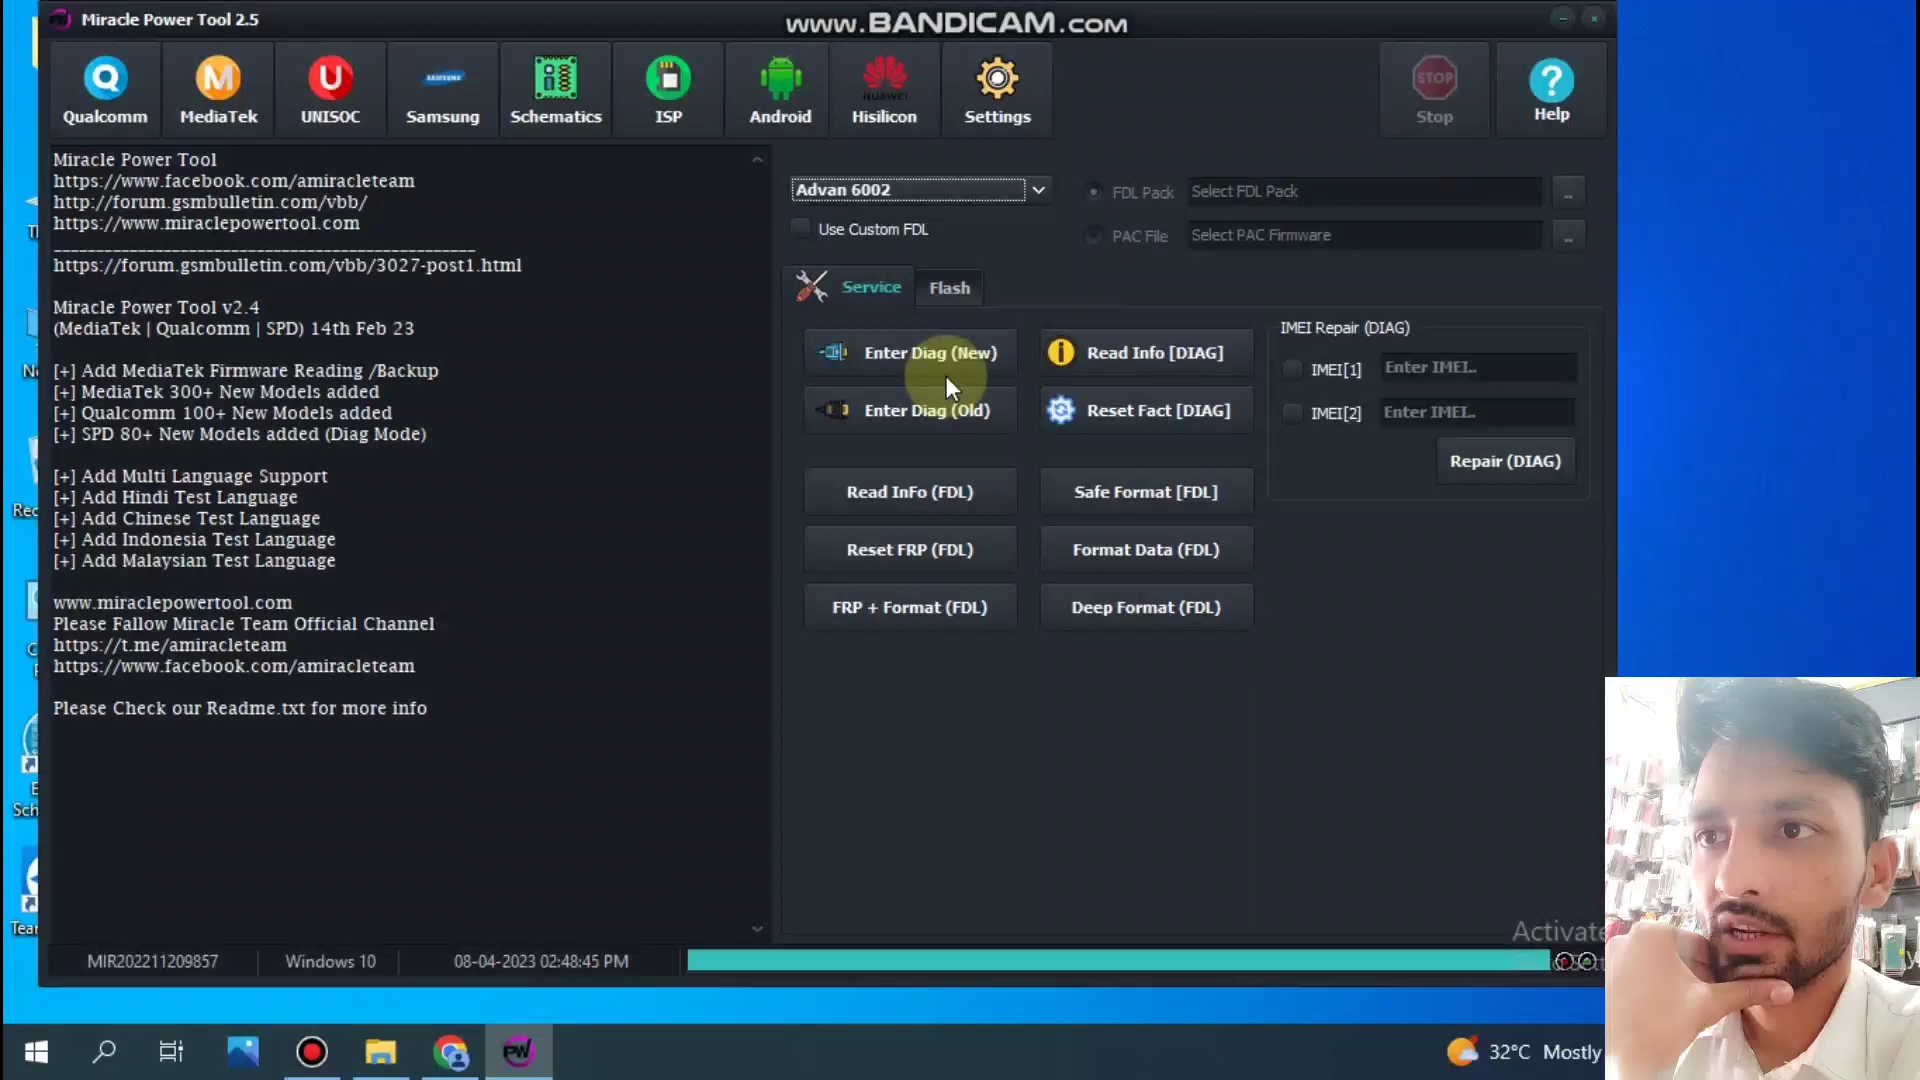 Miracle Power Tool 2.5
www.BANDICAM.com
Qualcomm
MediaTek
UNISOC
SAMSUNG
Samsung
Schematics
ISP
Android
HUAWEI
Hisilicon
Settings
STOP
Stop
Help
Miracle Power Tool
https://www.facebook.com/amiracleteam
http://forum.gsmbulletin.com/vbb/
https://www.miraclepowertool.com
https://forum.gsmbulletin.com/vbb/3027-post1.html
Miracle Power Tool v2.4
(MediaTek | Qualcomm | SPD) 14th Feb 23
[+] Add MediaTek Firmware Reading /Backup
[+] MediaTek 300+ New Models added
[+] Qualcomm 100+ New Models added
[+] SPD 80+ New Models added (Diag Mode)
[+] Add Multi Language Support
[+] Add Hindi Test Language
[+] Add Chinese Test Language
[+] Add Indonesia Test Language
[+] Add Malaysian Test Language
www.miraclepowertool.com
Please Fallow Miracle Team Official Channel
https://t.me/amiracleteam
https://www.facebook.com/amiracleteam
Please Check our Readme.txt for more info
Advan 6002
Use Custom FDL
FDL Pack
Select FDL Pack
..
PAC File
Select PAC Firmware
..
Service
Flash
Enter Diag (New)
Read Info [DIAG]
Enter Diag (Old)
Reset Fact [DIAG]
Read InFo (FDL)
Safe Format [FDL]
Reset FRP (FDL)
Format Data (FDL)
FRP + Format (FDL)
Deep Format (FDL)
IMEI Repair (DIAG)
IMEI[1]
Enter IMEI..
IMEI[2]
Enter IMEI..
Repair (DIAG)
Activate
MIR202211209857
Windows 10
08-04-2023 02:48:45 PM
PW
32°C Mostly